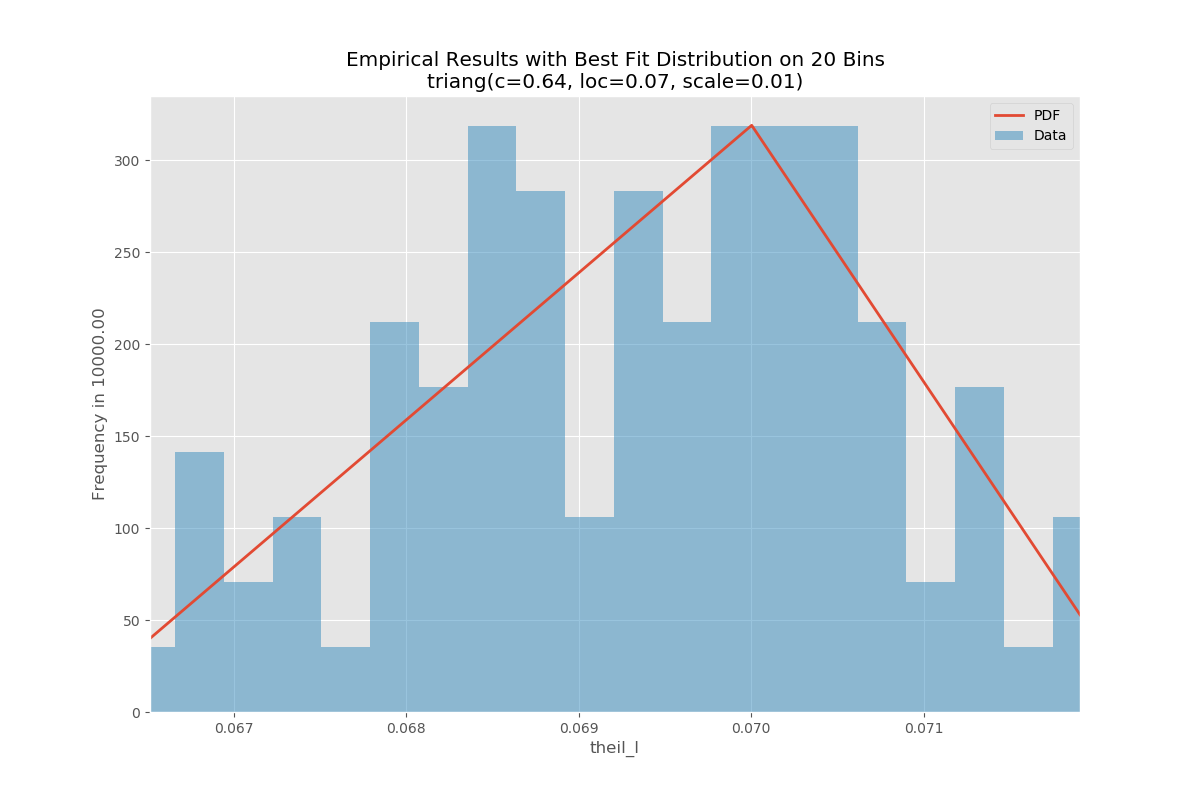 Empirical Results with Best Fit Distribution on 20 Bins
triang(c=0.64, loc=0.07, scale=0.01)
PDF
Data
Frequency in 10000.00
300
250
200
150
100
50
0
0.067
0.068
0.069
0.070
0.071
theil_l